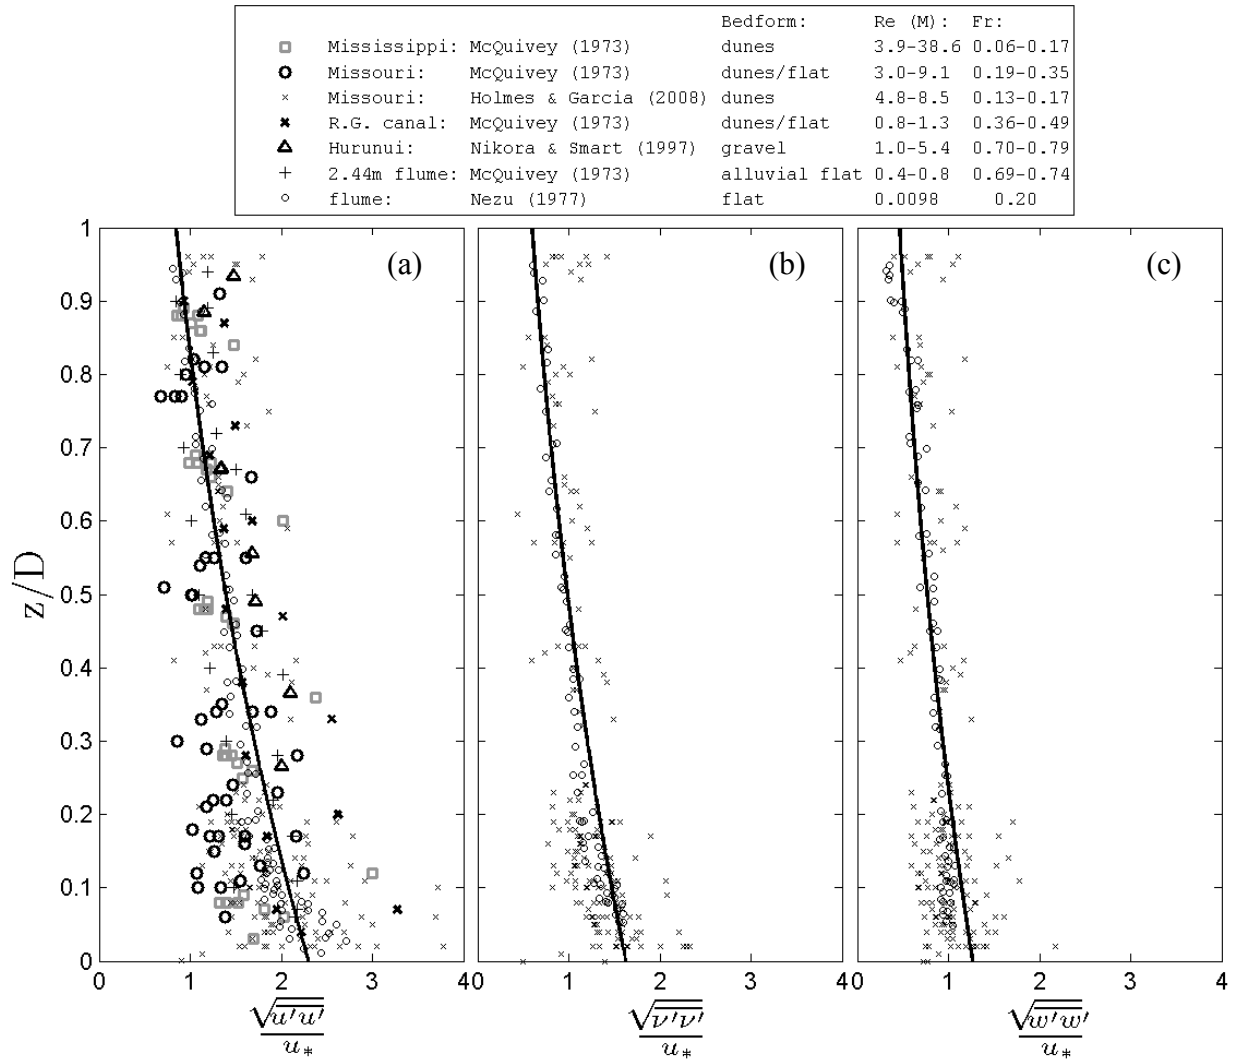 Bedform: Re (M): Fr:
Mississippi: McQuivey (1973) dunes 3.9-38.6 0.06-0.17
Missouri: McQuivey (1973) dunes/flat 3.0-9.1 0.19-0.35
Missouri: Holmes & Garcia (2008) dunes 4.8-8.5 0.13-0.17
R.G. canal: McQuivey (1973) dunes/flat 0.8-1.3 0.36-0.49
Hurunui: Nikora & Smart (1997) gravel 1.0-5.4 0.70-0.79
2.44m flume: McQuivey (1973) alluvial flat 0.4-0.8 0.69-0.74
flume: Nezu (1977) flat 0.0098 0.20
(a) (b) (c)
1
0.9
0.8
0.7
0.6
0.5
0.4
0.3
0.2
0.1
0
z/D
0 1 2 3 4 0 1 2 3 4 0 1 2 3 4
√u'u' √ν'ν' √w'w'
u* u* u*